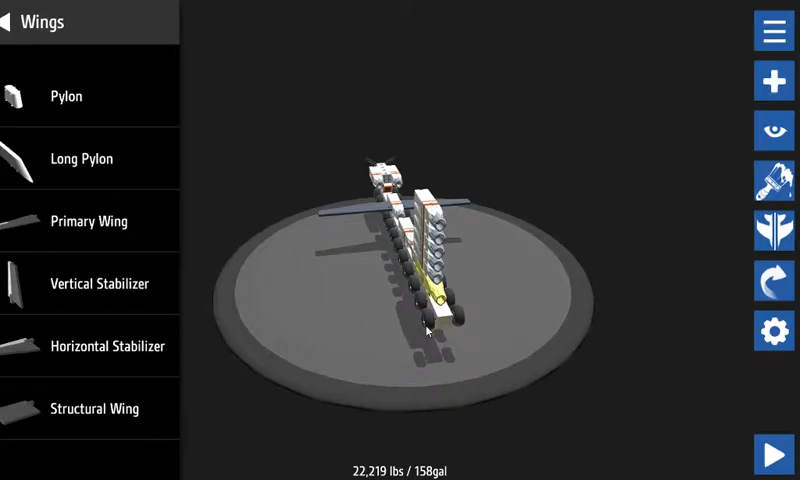 Wings
Pylon
Long Pylon
Primary Wing
Vertical Stabilizer
Horizontal Stabilizer
Structural Wing
22,219 lbs / 158gal